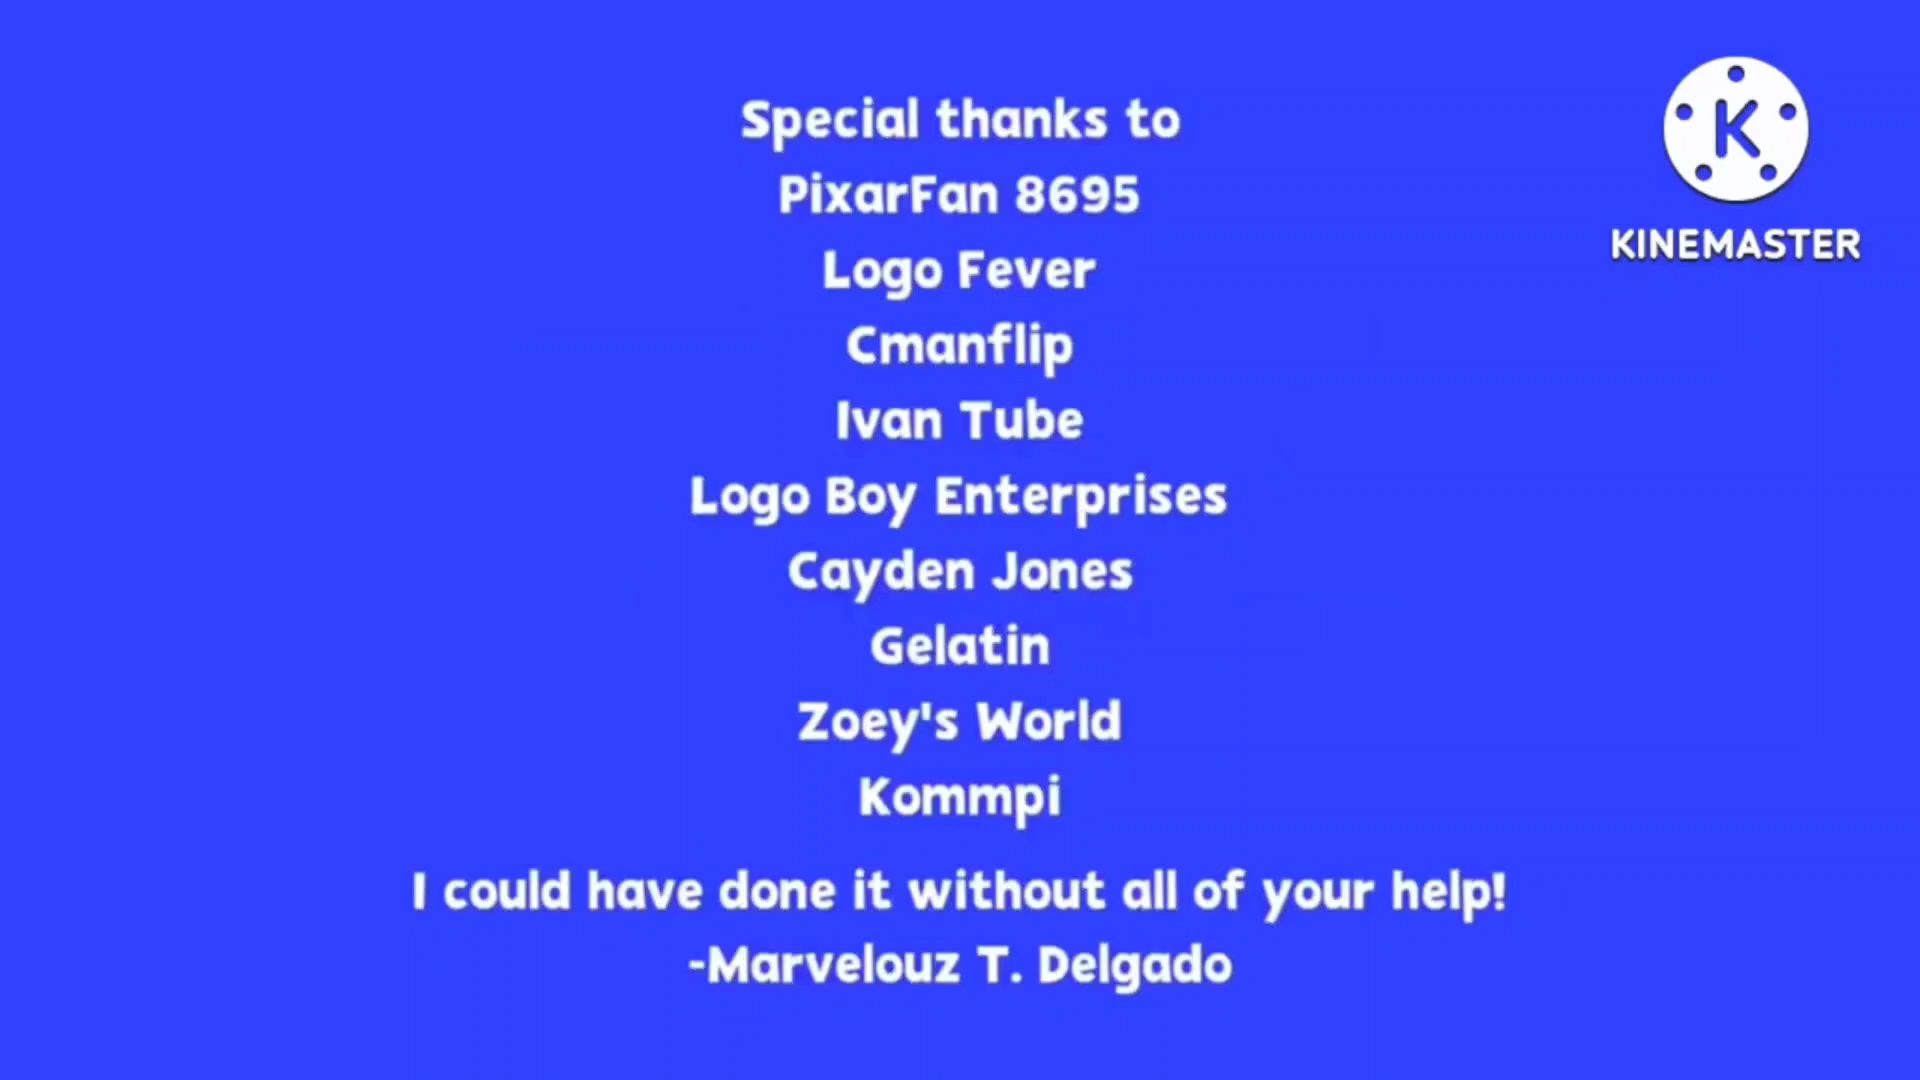 Special thanks to
PixarFan 8695
Logo Fever
Cmanflip
Ivan Tube
Logo Boy Enterprises
Cayden Jones
Gelatin
Zoey's World
Kommpi
I could have done it without all of your help!
-Marvelouz T. Delgado
K
KINEMASTER